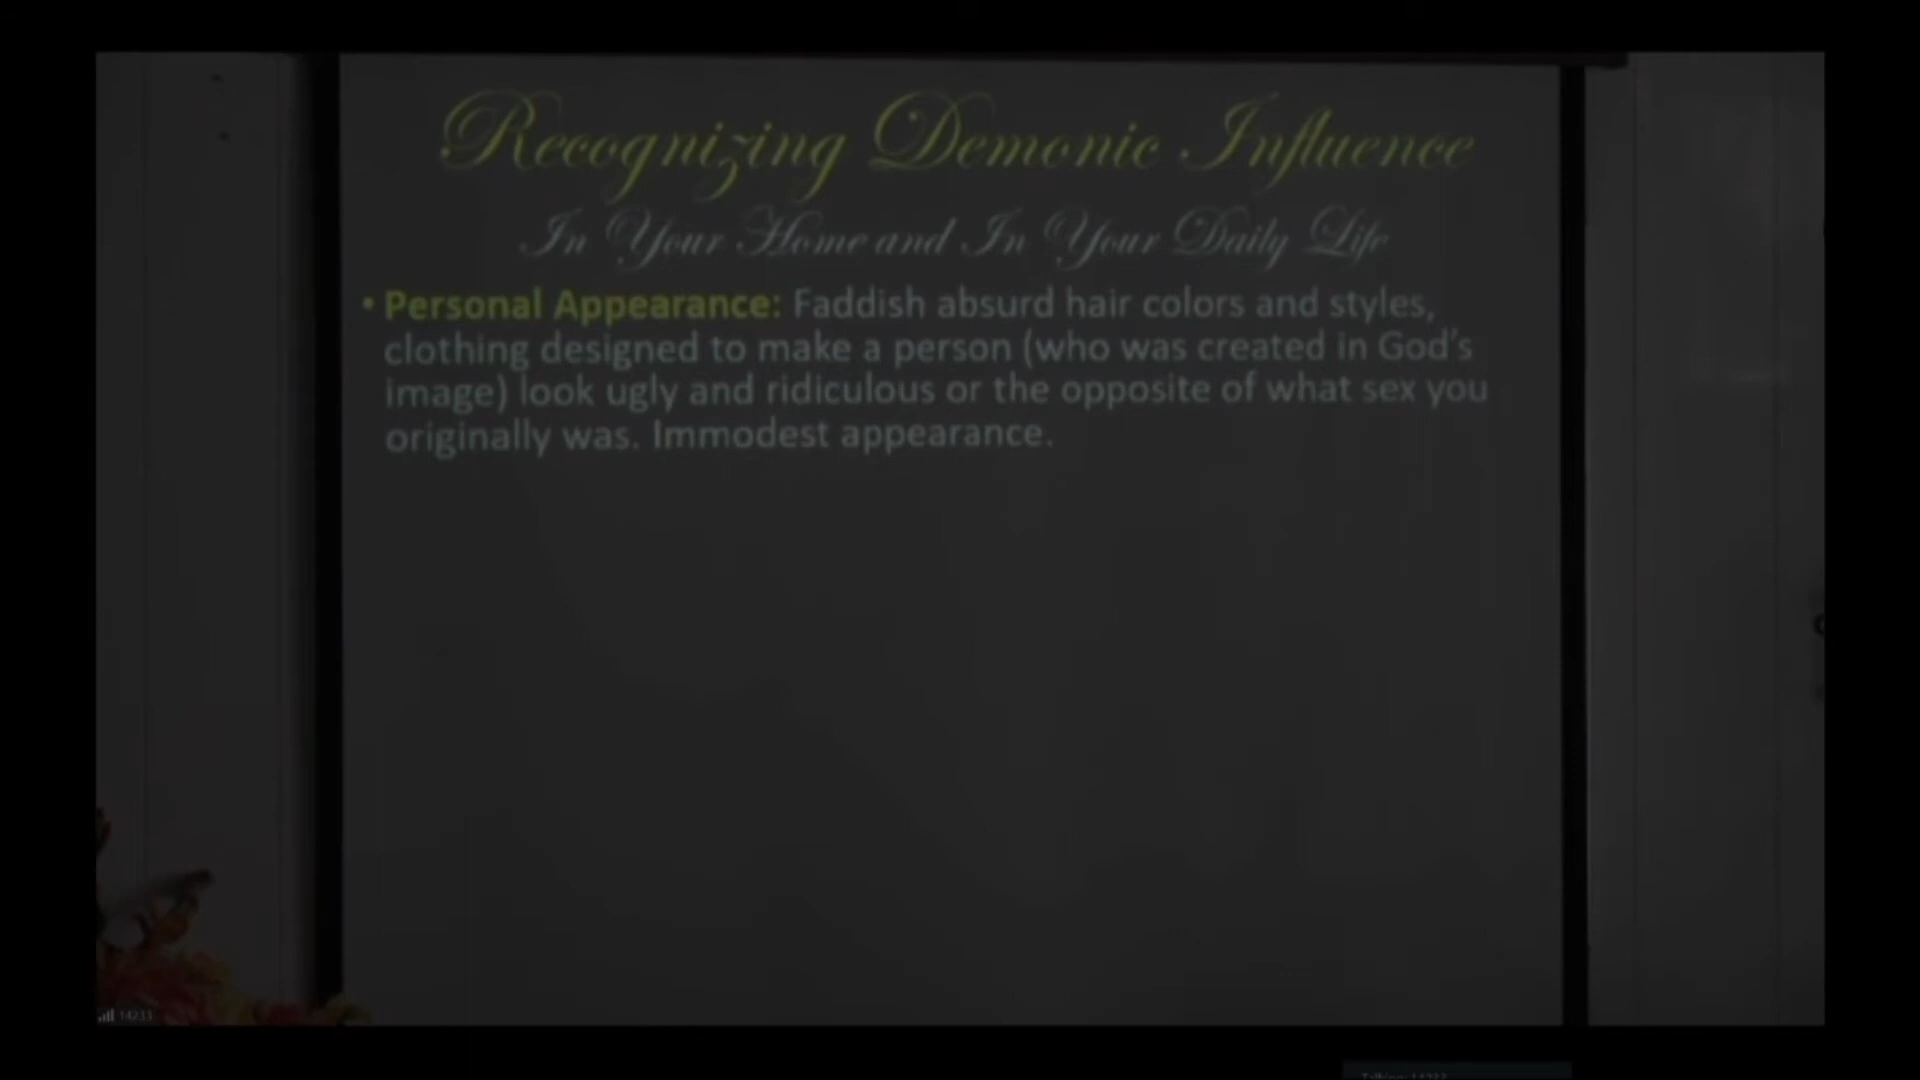 Recognizing Demonic Influence
In Your Home and In Your Daily Life
• Personal Appearance: Faddish absurd hair colors and styles,
clothing designed to make a person (who was created in God's
image) look ugly and ridiculous or the opposite of what sex you
originally was. Immodest appearance.
14233